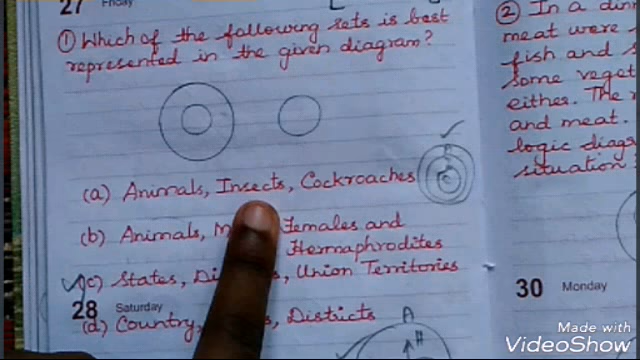 27 Friday
① Which of the following sets is best
represented in the given diagram?
(a) Animals, Insects, Cockroaches
(b) Animals, Females and
Hermaphrodites
(c) States, Union Territories
28 Saturday
(d) Country, Districts
A
H
② In a
meat were
fish and
some
either. The
and meat.
logic
situation
30 Monday
Made with
VideoShow